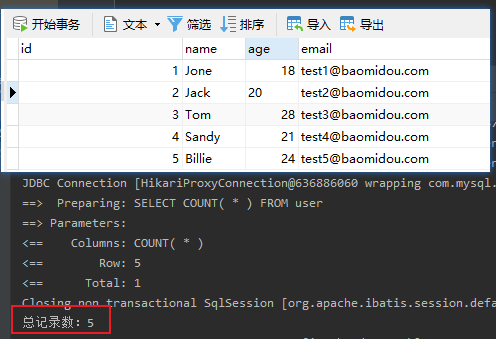 开始事务 文本 筛选 排序 导入 导出
id name age email
1 Jone 18 test1@baomidou.com
2 Jack 20 test2@baomidou.com
3 Tom 28 test3@baomidou.com
4 Sandy 21 test4@baomidou.com
5 Billie 24 test5@baomidou.com
JDBC Connection [HikariProxyConnection@636886060 wrapping com.mysql.
==>  Preparing: SELECT COUNT( * ) FROM user
==> Parameters:
<==    Columns: COUNT( * )
<==        Row: 5
<==      Total: 1
Closing non transactional SqlSession [org.apache.ibatis.session.defa
总记录数：5